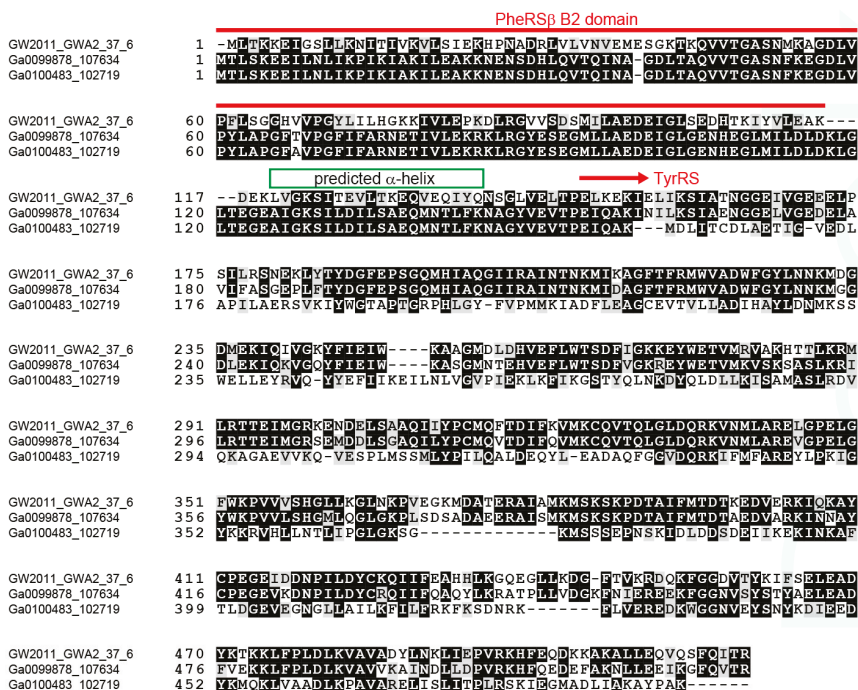 PheRSβ B2 domain
GW2011_GWA2_37_6 1 -MLTKKEIGSLLKNITIVKVLSIEKHPNADRLVLVNVEMESGKTKQVVTGASNMKAGDLV
Ga0099878_107634 1 MTLSKEEILNLIKPIKIAKILEAKKNENSDHLQVTQINA-GDLTAQVVTGASNFKEGDLV
Ga0100483_102719 1 MTLSKEEILNLIKPIKIAKILEAKKNENSDHLQVTQINA-GDLTAQVVTGASNFKEGDLV
GW2011_GWA2_37_6 60 PFLSGGHVVPGYLILHGKKIVLEPKDLRGVVSDSMILAEDEIGLSEDHTKIYVLEAK---
Ga0099878_107634 60 PYLAPGFTVPGFIFARNETIVLEKRKLRGYESEGMLLAEDEIGLGENHEGLMILDLDKLG
Ga0100483_102719 60 PYLAPGFAVPGFIFARNETIVLEKRKLRGYESEGMLLAEDEIGLGENHEGLMILDLDKLG
predicted α-helix TyrRS
GW2011_GWA2_37_6 117 --DEKLVGKSITEVLTKEQVEQIYQNSGLVELTPELKEKIELIKSIATNGGEIVGEEELP
Ga0099878_107634 120 LTEGEAIGKSILDILSAEQMNTLFKNAGYVEVTPEIQAKINILKSIAENGGELVGEDELA
Ga0100483_102719 120 LTEGEAIGKSILDILSAEQMNTLFKNAGYVEVTPEIQAK---MDLITCDLAETIG-VEDL
GW2011_GWA2_37_6 175 SILRSNEKLYTYDGFEPSGQMHIAQGIIRAINTNKMIKAGFTFRMWVADWFGYLNNKMDG
Ga0099878_107634 180 VIFASGEPLFTYDGFEPSGQMHIAQGIIRAINTNKMIDAGFTFRMWVADWFGYLNNKMGG
Ga0100483_102719 176 APILAERSVKIYWGTAPTGRPHLGY-FVPMMKIADFLEAGCEVTVLLADIHAYLDNMKSS
GW2011_GWA2_37_6 235 DMEKIQIVGKYFIEIW----KAAGMDLDHVEFLWTSDFIGKKEYWETVMRVAKHTTLKRM
Ga0099878_107634 240 DLEKIQKVGQYFIEIW----KASGMNTEHVEFLWTSDFVGKREYWETVMKVSKSASLKRI
Ga0100483_102719 235 WELLEYRVQ-YYEFIIKEILNLVGVPIEKLKFIKGSTYQLNKDYQLDLLKISAMASLRDV
GW2011_GWA2_37_6 291 LRTTEIMGRKENDELSAAQIIYPCMQFTDIFKVMKCQVTQLGLDQRKVNMLARELGPELG
Ga0099878_107634 296 LRTTEIMGRSEMDDLSGAQILYPCMQVTDIFQVMKCQVTQLGLDQRKVNMLAREVGPELG
Ga0100483_102719 294 QKAGAEVVKQ-VESPLMSSMLYPILQALDEQYL-EADAQFGGVDQRKIFMFAREYLPKIG
GW2011_GWA2_37_6 351 FWKPVVVSHGLLKGLNKPVEGKMDATERAIAMKMSKSKPDTAIFMTDTKEDVERKIQKAY
Ga0099878_107634 356 YWKPVVLSHGMLQGLGKPLSDSADAEERAISMKMSKSKPDTAIFMTDTAEDVARKINNAY
Ga0100483_102719 352 YKKRVHLLNTLIPGLGKSG-------------KMSSSEPNSKIDLDDSDEIIKEKINKAF
GW2011_GWA2_37_6 411 CPEGEIDDNPILDYCKQIIFEAHHLKGQEGLLKDG-FTVKRDQKFGGDVTYKIFSELEAD
Ga0099878_107634 416 CPEGEVKDNPILDYCRQIIFQAQYLKRATPLLVDGKFNIEREEKFGGNVSYSTYAELEAD
Ga0100483_102719 399 TLDGEVEGNGLLAILKFILFRKFKSDNRK-------FLVEREDKWGGNVEYSNYKDIEED
GW2011_GWA2_37_6 470 YKTKKLFPLDLKVAVADYLNKLIEPVRKHFEQDKKAKALLEQVQSFQITR
Ga0099878_107634 476 FVEKKLFPLDLKVAVVKAINDLLDPVRKHFQEDEFAKNLLEEIKGFQVTR
Ga0100483_102719 452 YKMQKLVAADLKPAVARELISLITPLRSKIEGMADLIAKAYPAK------